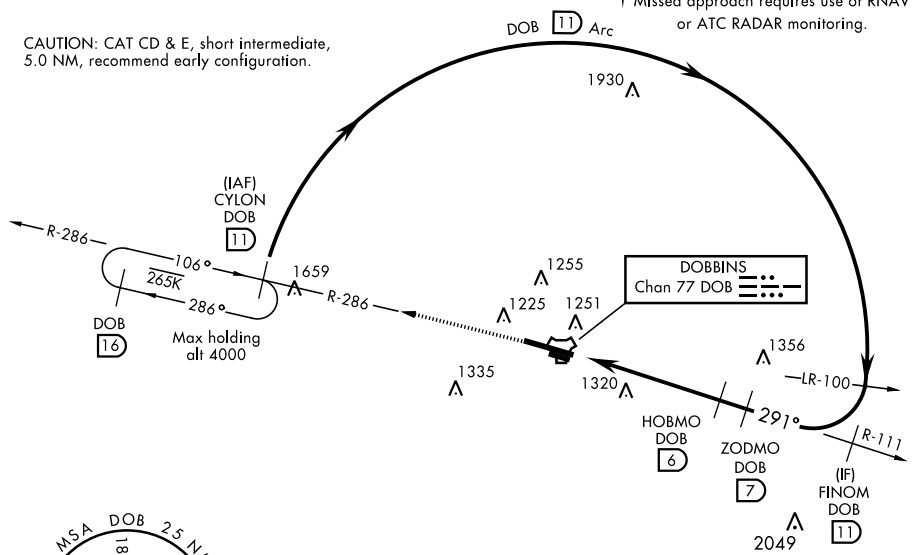 † Missed approach requires use of RNAV
or ATC RADAR monitoring.
DOB 11 Arc
CAUTION: CAT CD & E, short intermediate,
5.0 NM, recommend early configuration.
1930
(IAF)
CYLON
DOB
11
R-286
106°
265K
286°
1659
R-286
DOB
16
Max holding
alt 4000
1255
1225
1251
DOBBINS
Chan 77 DOB
1335
1320
1356
LR-100
HOBMO
DOB
6
ZODMO
DOB
7
291°
R-111
(IF)
FINOM
DOB
11
2049
MSA DOB 25
18